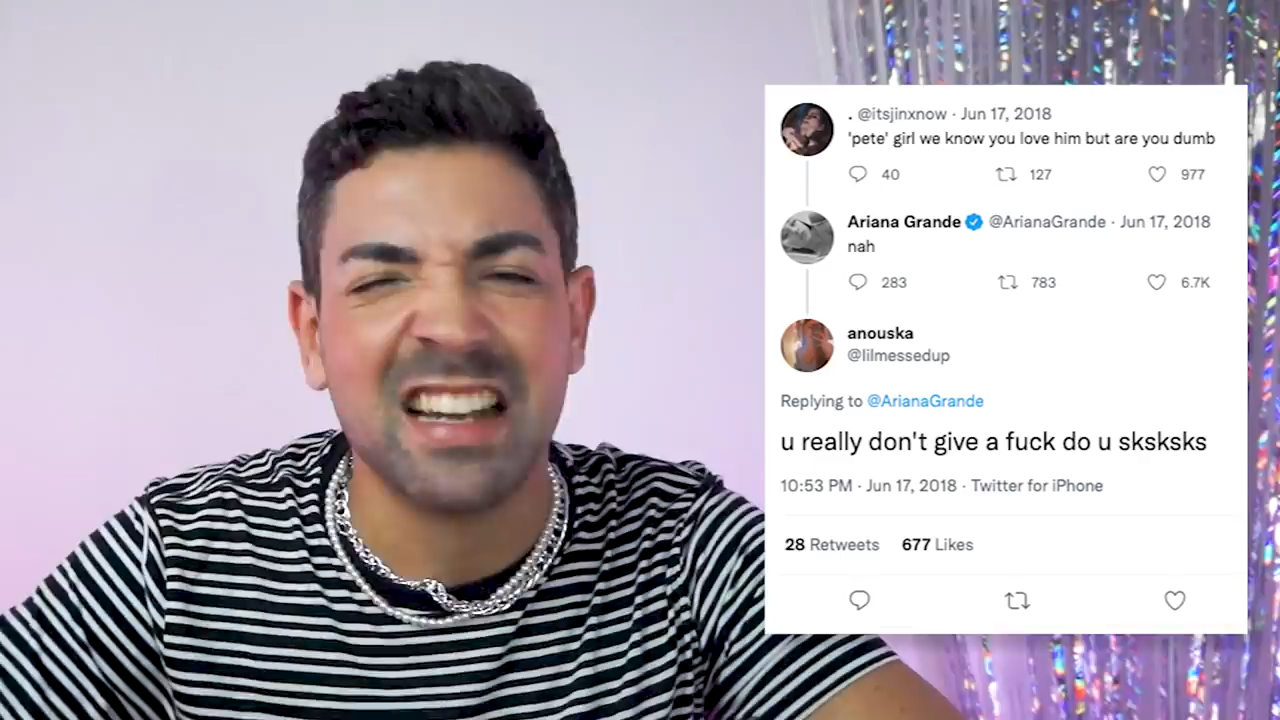 . @itsjinxnow · Jun 17, 2018
'pete' girl we know you love him but are you dumb
40 127 977
Ariana Grande @ArianaGrande · Jun 17, 2018
nah
283 783 6.7K
anouska
@lilmessedup
Replying to @ArianaGrande
u really don't give a fuck do u sksksks
10:53 PM · Jun 17, 2018 · Twitter for iPhone
28 Retweets 677 Likes